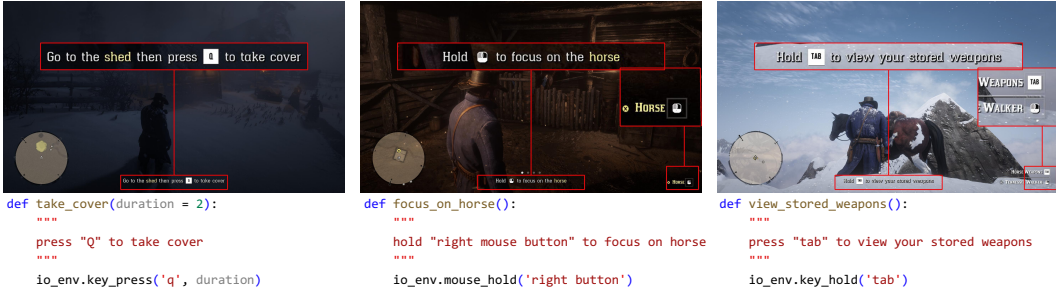 Go to the shed then press Q to take cover
Go to the shed then press Q to take cover
def take_cover(duration = 2):
"""
press "Q" to take cover
"""
io_env.key_press('q', duration)
Hold to focus on the horse
HORSE
Hold to focus on the horse
HORSE
def focus_on_horse():
"""
hold "right mouse button" to focus on horse
"""
io_env.mouse_hold('right button')
Hold TAB to view your stored weapons
WEAPONS TAB
WALKER
Hold TAB to view your stored weapons
def view_stored_weapons():
"""
press "tab" to view your stored weapons
"""
io_env.key_hold('tab')